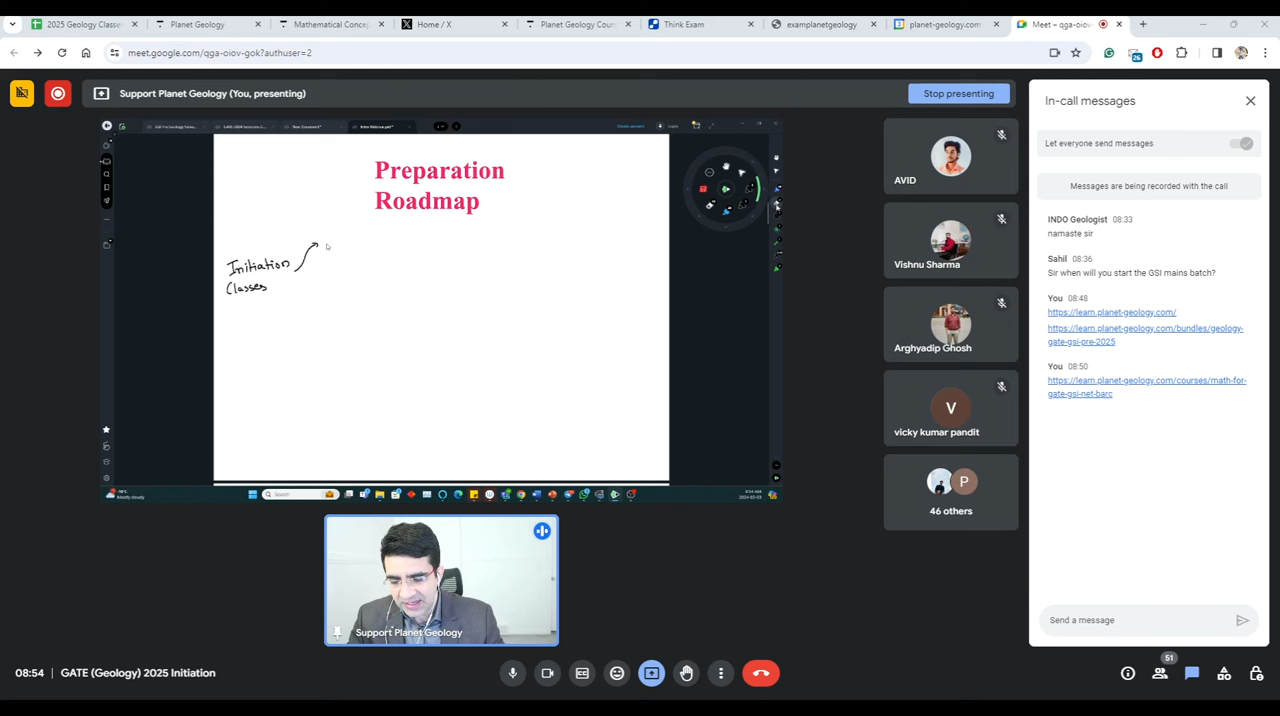 2025 Geology Classe
Planet Geology
Mathematical Concep
Home / X
Planet Geology Cour
Think Exam
examplanetgeology
planet-geology.com
Meet – qga-oiov-
meet.google.com/qga-oiov-gok?authuser=2
26
Support Planet Geology (You, presenting)
Stop presenting
Preparation
Roadmap
Initiation
Classes
Search
Support Planet Geology
AVID
Vishnu Sharma
Arghyadip Ghosh
V
vicky kumar pandit
P
46 others
In-call messages
Let everyone send messages
Messages are being recorded with the call
INDO Geologist 08:33
namaste sir
Sahil 08:36
Sir when will you start the GSI mains batch?
You 08:48
https://learn.planet-geology.com/
https://learn.planet-geology.com/bundles/geology-
gate-gsi-pre-2025
You 08:50
https://learn.planet-geology.com/courses/math-for-
gate-gsi-net-barc
Send a message
08:54 | GATE (Geology) 2025 Initiation
51